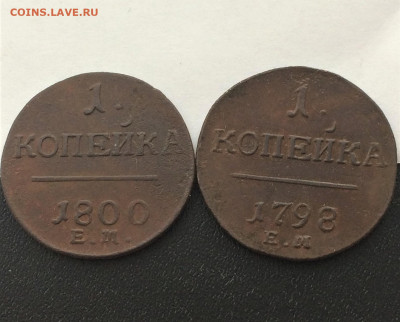 COINS.LAVE.RU
1.
КОПЕЙКА
1800
Е.М.
1.
КОПЕЙКА
1798
Е.М